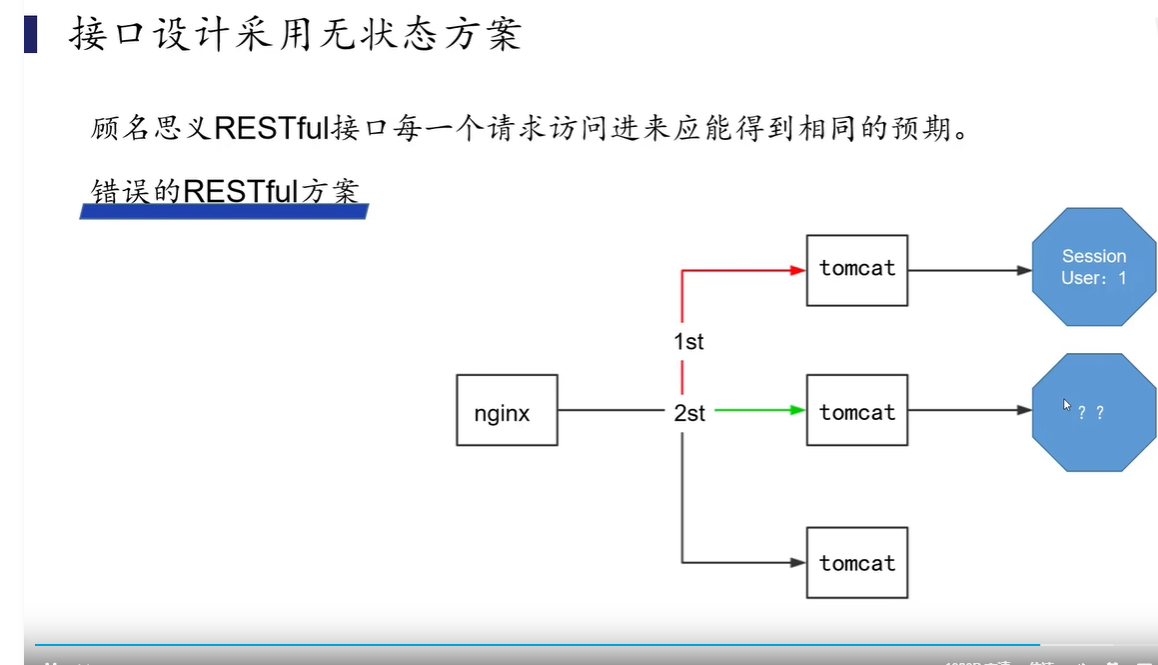 接口设计采用无状态方案
顾名思义RESTful接口每一个请求访问进来应能得到相同的预期。
错误的RESTful方案
tomcat
Session
User：1
1st
nginx
2st
tomcat
？？
tomcat